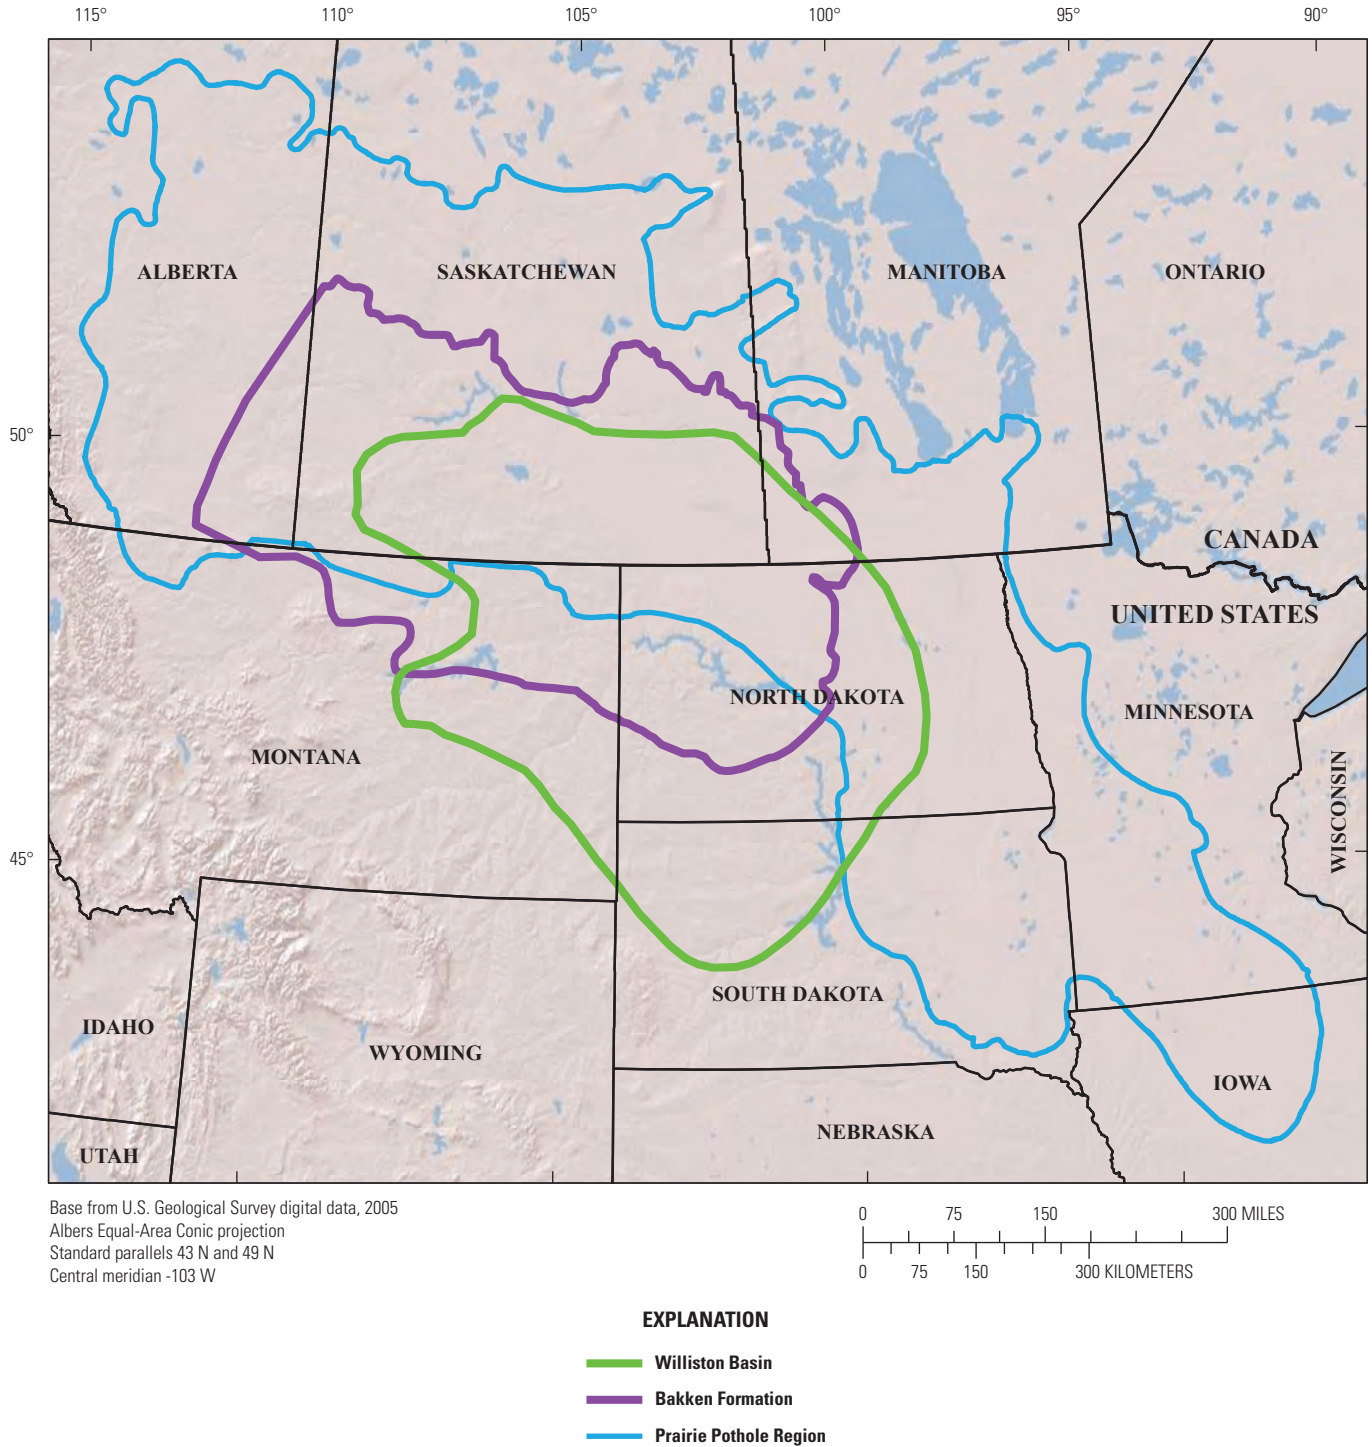 115° 110° 105° 100° 95° 90°
ALBERTA
SASKATCHEWAN
MANITOBA
ONTARIO
50°
CANADA
UNITED STATES
NORTH DAKOTA
MINNESOTA
MONTANA
WISCONSIN
45°
SOUTH DAKOTA
IDAHO
WYOMING
IOWA
NEBRASKA
UTAH
Base from U.S. Geological Survey digital data, 2005
Albers Equal-Area Conic projection
Standard parallels 43 N and 49 N
Central meridian -103 W
0 75 150 300 MILES
0 75 150 300 KILOMETERS
EXPLANATION
Williston Basin
Bakken Formation
Prairie Pothole Region